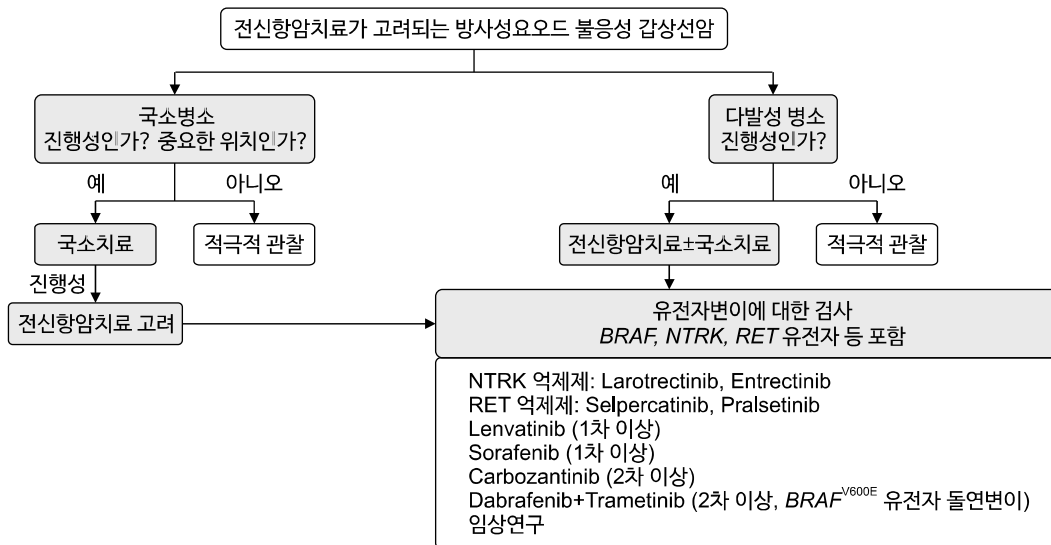 전신항암치료가 고려되는 방사성요오드 불응성 갑상선암
국소병소
진행성인가? 중요한 위치인가?
다발성 병소
진행성인가?
예
아니오
예
아니오
국소치료
적극적 관찰
전신항암치료±국소치료
적극적 관찰
진행성
전신항암치료 고려
유전자변이에 대한 검사
BRAF, NTRK, RET 유전자 등 포함
NTRK 억제제: Larotrectinib, Entrectinib
RET 억제제: Selpercatinib, Pralsetinib
Lenvatinib (1차 이상)
Sorafenib (1차 이상)
Carbozantinib (2차 이상)
Dabrafenib+Trametinib (2차 이상, BRAF^V600E 유전자 돌연변이)
임상연구